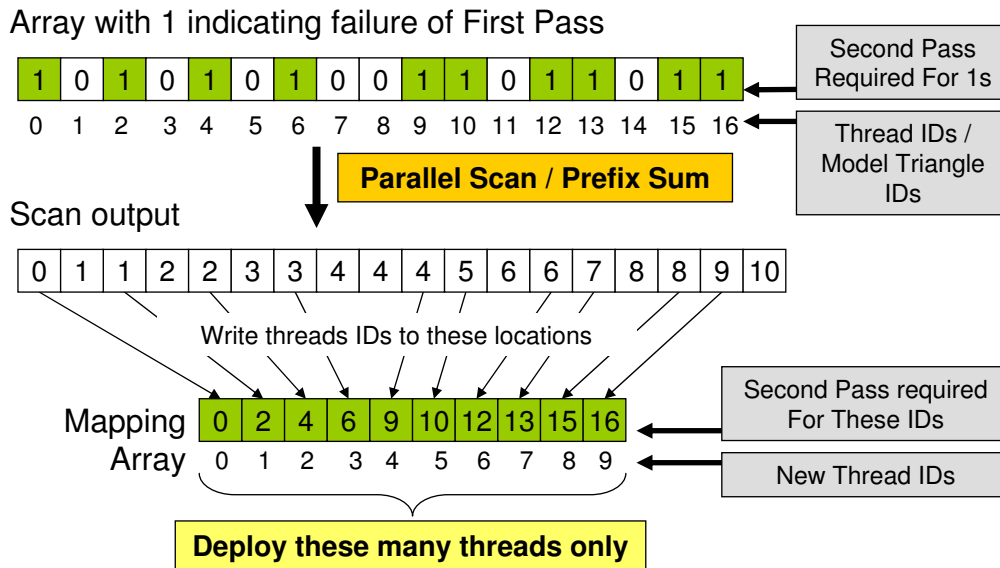 Array with 1 indicating failure of First Pass
1 0 1 0 1 0 1 0 0 1 1 0 1 1 0 1 1
Second Pass
Required For 1s
0 1 2 3 4 5 6 7 8 9 10 11 12 13 14 15 16
Thread IDs /
Model Triangle
IDs
Parallel Scan / Prefix Sum
Scan output
0 1 1 2 2 3 3 4 4 4 5 6 6 7 8 8 9 10
Write threads IDs to these locations
Second Pass required
For These IDs
Mapping
0 2 4 6 9 10 12 13 15 16
Array
0 1 2 3 4 5 6 7 8 9
New Thread IDs
Deploy these many threads only